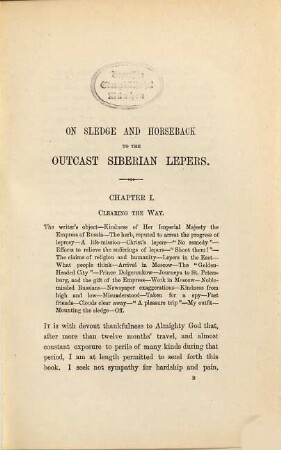 ON SLEDGE AND HORSEBACK
TO THE
OUTCAST SIBERIAN LEPERS.
CHAPTER I.
CLEARING THE WAY.
The writer's object—Kindness of Her Imperial Majesty the
Empress of Russia—The herb, reputed to arrest the progress of
leprosy—A life-mission—Christ's lepers—"No remedy"—
Efforts to relieve the sufferings of lepers—"Shoot them!"—
The claims of religion and humanity—Lepers in the East—
What people think—Arrival in Moscow—The "Golden-
Headed City"—Prince Dolgoroukow—Journeys to St. Peters-
burg, and the gift of the Empress—Work in Moscow—Noble-
minded Russians—Newspaper exaggerations—Kindness from
high and low—Misunderstood—Taken for a spy—Fast
friends—Clouds clear away—"A pleasure trip"—My outfit—
Mounting the sledge—Off.
IT is with devout thankfulness to Almighty God that,
after more than twelve months' travel, and almost
constant exposure to perils of many kinds during that
period, I am at length permitted to send forth this
book. I seek not sympathy for hardship and pain,
B